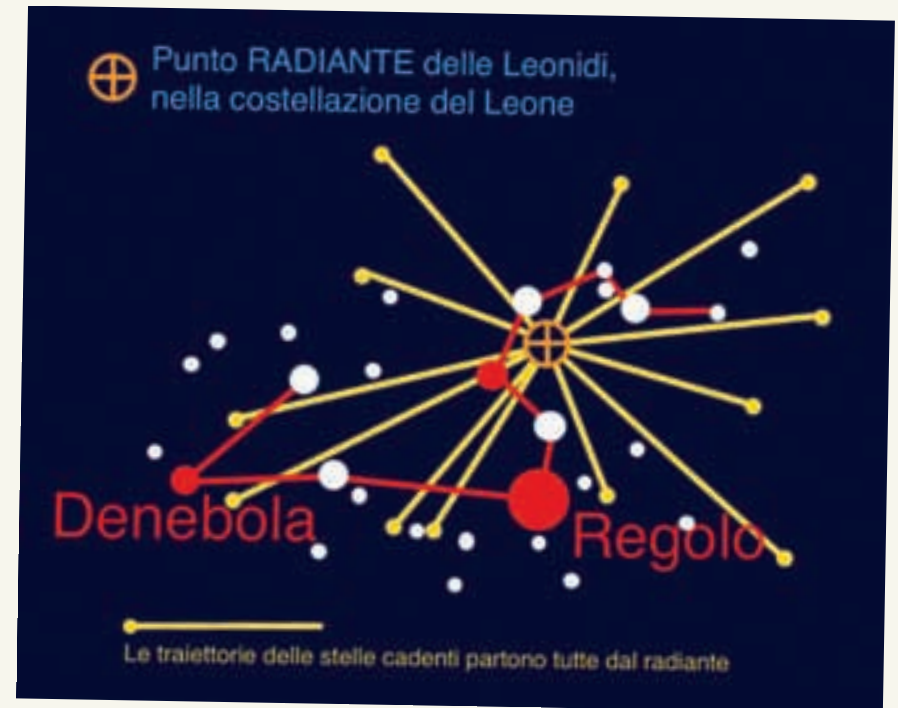 Punto RADIANTE delle Leonidi,
nella costellazione del Leone
Denebola
Regolo
Le traiettorie delle stelle cadenti partono tutte dal radiante